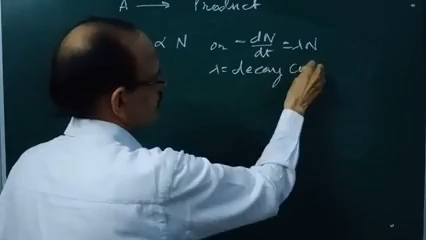 A → Product
∝ N or - dN/dt = λN
λ = decay co